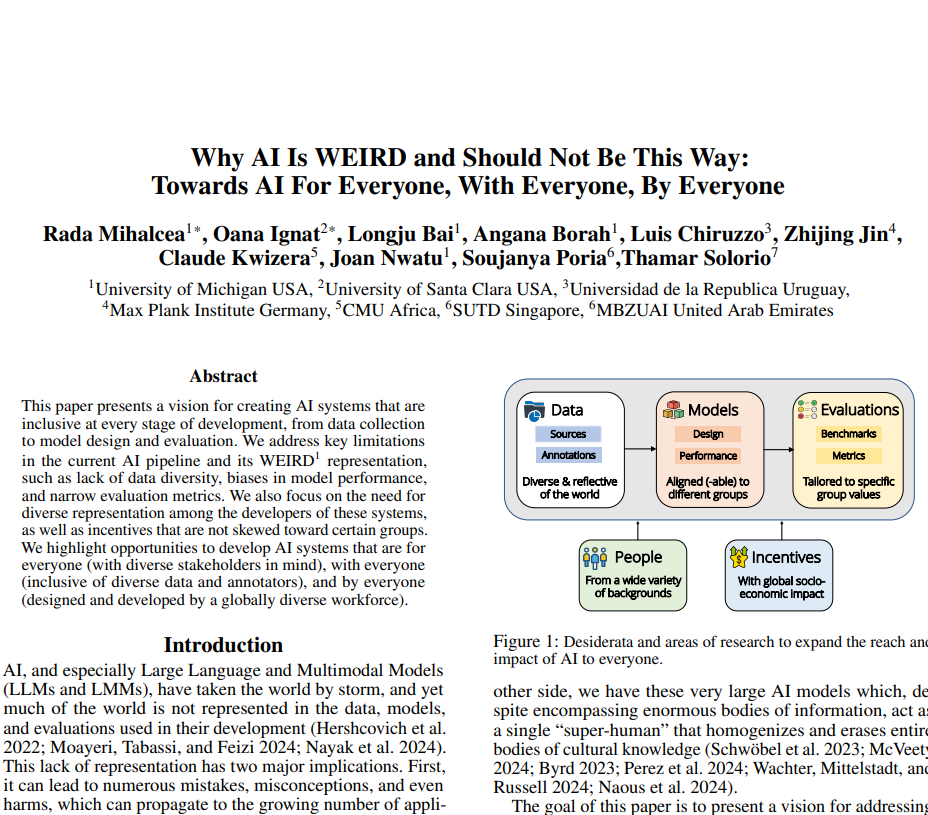 Why AI Is WEIRD and Should Not Be This Way:
Towards AI For Everyone, With Everyone, By Everyone
Rada Mihalcea1*, Oana Ignat2*, Longju Bai1, Angana Borah1, Luis Chiruzzo3, Zhijing Jin4,
Claude Kwizera5, Joan Nwatu1, Soujanya Poria6,Thamar Solorio7
1University of Michigan USA, 2University of Santa Clara USA, 3Universidad de la Republica Uruguay,
4Max Plank Institute Germany, 5CMU Africa, 6SUTD Singapore, 6MBZUAI United Arab Emirates
Abstract
This paper presents a vision for creating AI systems that are
inclusive at every stage of development, from data collection
to model design and evaluation. We address key limitations
in the current AI pipeline and its WEIRD1 representation,
such as lack of data diversity, biases in model performance,
and narrow evaluation metrics. We also focus on the need for
diverse representation among the developers of these systems,
as well as incentives that are not skewed toward certain groups.
We highlight opportunities to develop AI systems that are for
everyone (with diverse stakeholders in mind), with everyone
(inclusive of diverse data and annotators), and by everyone
(designed and developed by a globally diverse workforce).
Introduction
AI, and especially Large Language and Multimodal Models
(LLMs and LMMs), have taken the world by storm, and yet
much of the world is not represented in the data, models,
and evaluations used in their development (Hershcovich et al.
2022; Moayeri, Tabassi, and Feizi 2024; Nayak et al. 2024).
This lack of representation has two major implications. First,
it can lead to numerous mistakes, misconceptions, and even
harms, which can propagate to the growing number of appli-
Data
Sources
Annotations
Diverse & reflective
of the world
Models
Design
Performance
Aligned (-able) to
different groups
Evaluations
Benchmarks
Metrics
Tailored to specific
group values
People
From a wide variety
of backgrounds
Incentives
With global socio-
economic impact
Figure 1: Desiderata and areas of research to expand the reach and
impact of AI to everyone.
other side, we have these very large AI models which, de
spite encompassing enormous bodies of information, act as
a single “super-human” that homogenizes and erases entire
bodies of cultural knowledge (Schwöbel et al. 2023; McVeety
2024; Byrd 2023; Perez et al. 2024; Wachter, Mittelstadt, and
Russell 2024; Naous et al. 2024).
The goal of this paper is to present a vision for addressing